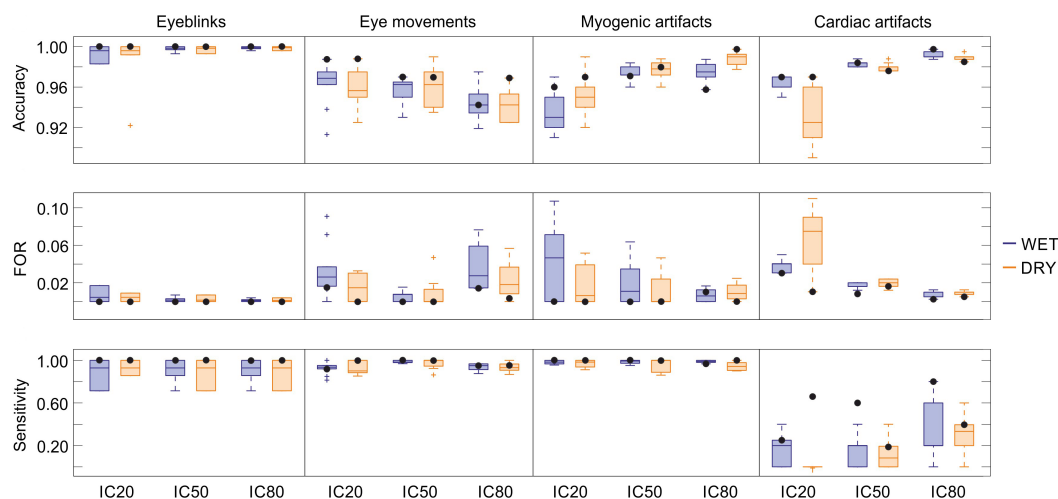 Eyeblinks Eye movements Myogenic artifacts Cardiac artifacts
Accuracy
1.00
0.96
0.92
FOR
0.10
0.06
0.02
WET
DRY
Sensitivity
1.00
0.60
0.20
IC20 IC50 IC80 IC20 IC50 IC80 IC20 IC50 IC80 IC20 IC50 IC80